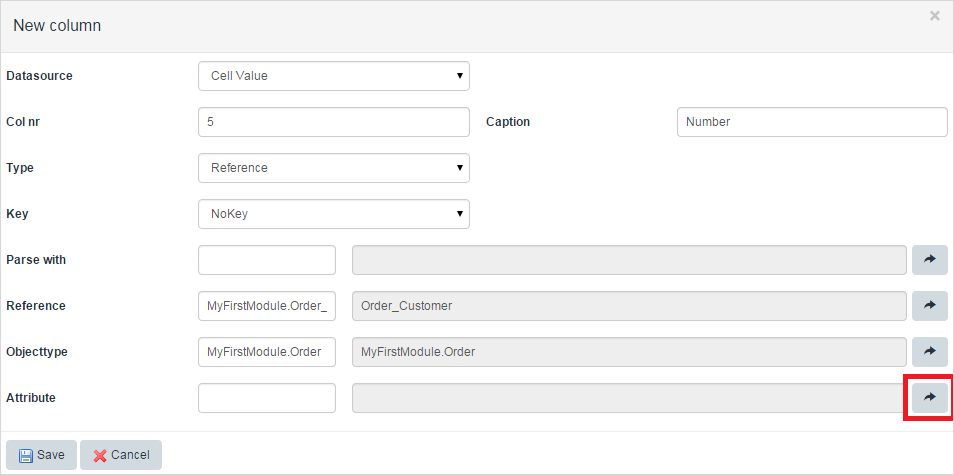 New column
Datasource Cell Value
Col nr 5 Caption Number
Type Reference
Key NoKey
Parse with
Reference MyFirstModule.Order_ Order_Customer
Objecttype MyFirstModule.Order MyFirstModule.Order
Attribute
Save Cancel